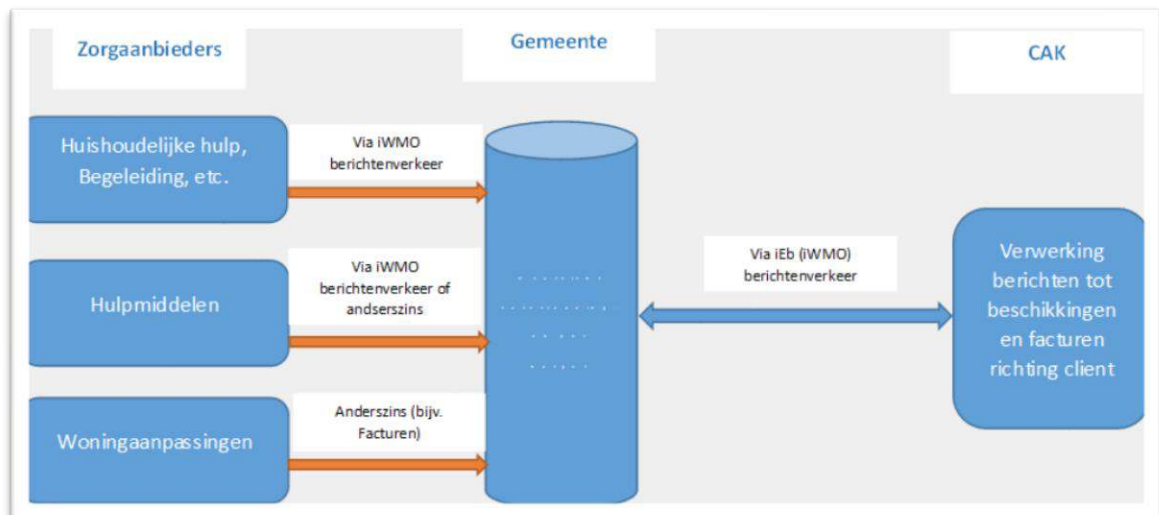 Zorgaanbieders
Gemeente
CAK
Huishoudelijke hulp,
Begeleiding, etc.
Via iWMO
berichtenverkeer
Hulpmiddelen
Via iWMO
berichtenverkeer of
andserszins
Woningaanpassingen
Anderszins (bijv.
Facturen)
Via iEb (iWMO)
berichtenverkeer
Verwerking
berichten tot
beschikkingen
en facturen
richting client